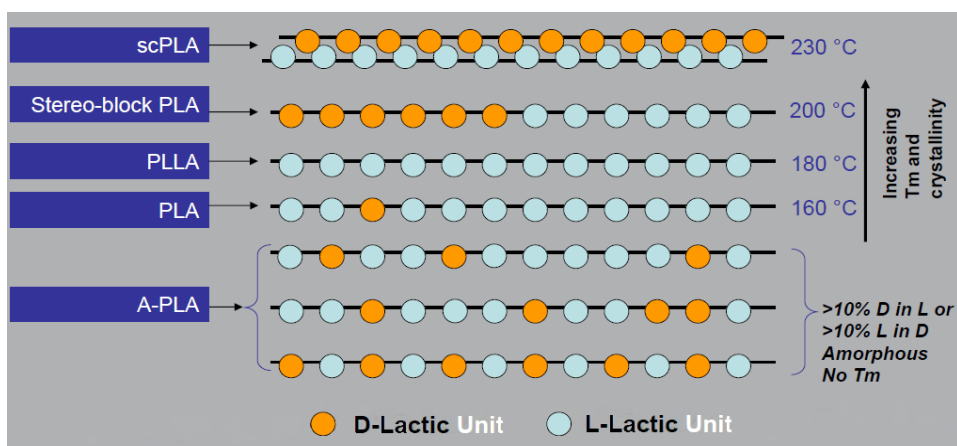 scPLA
230 °C
Stereo-block PLA
200 °C
PLLA
180 °C
PLA
160 °C
Increasing
Tm and
crystallinity
A-PLA
>10% D in L or
>10% L in D
Amorphous
No Tm
D-Lactic Unit
L-Lactic Unit